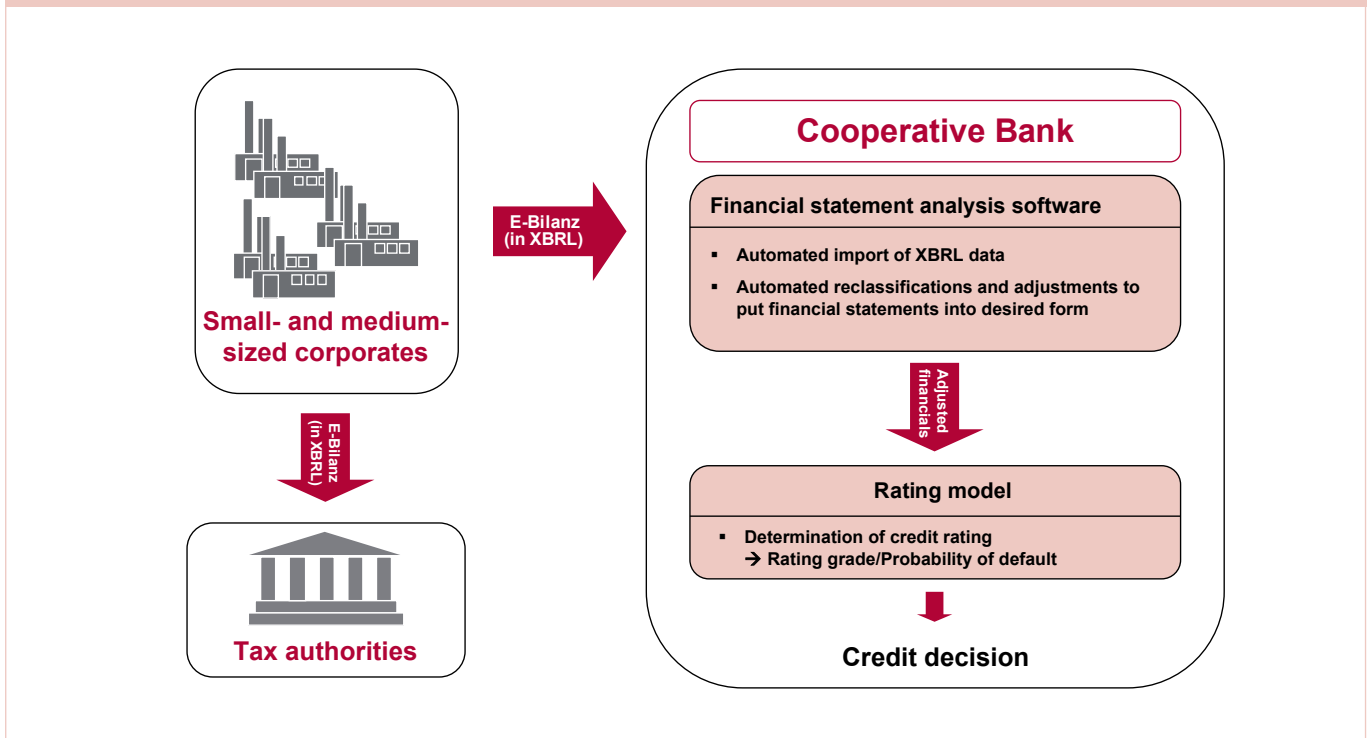 Small- and medium-
sized corporates
E-Bilanz
(in XBRL)
Tax authorities
E-Bilanz
(in XBRL)
Cooperative Bank
Financial statement analysis software
▪ Automated import of XBRL data
▪ Automated reclassifications and adjustments to
put financial statements into desired form
Adjusted
financials
Rating model
▪ Determination of credit rating
→ Rating grade/Probability of default
Credit decision